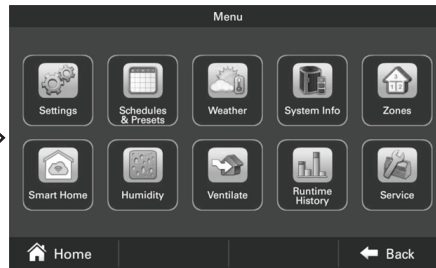 Menu
Settings
Schedules
& Presets
Weather
System Info
Zones
Smart Home
Humidity
Ventilate
Runtime
History
Service
Home
Back